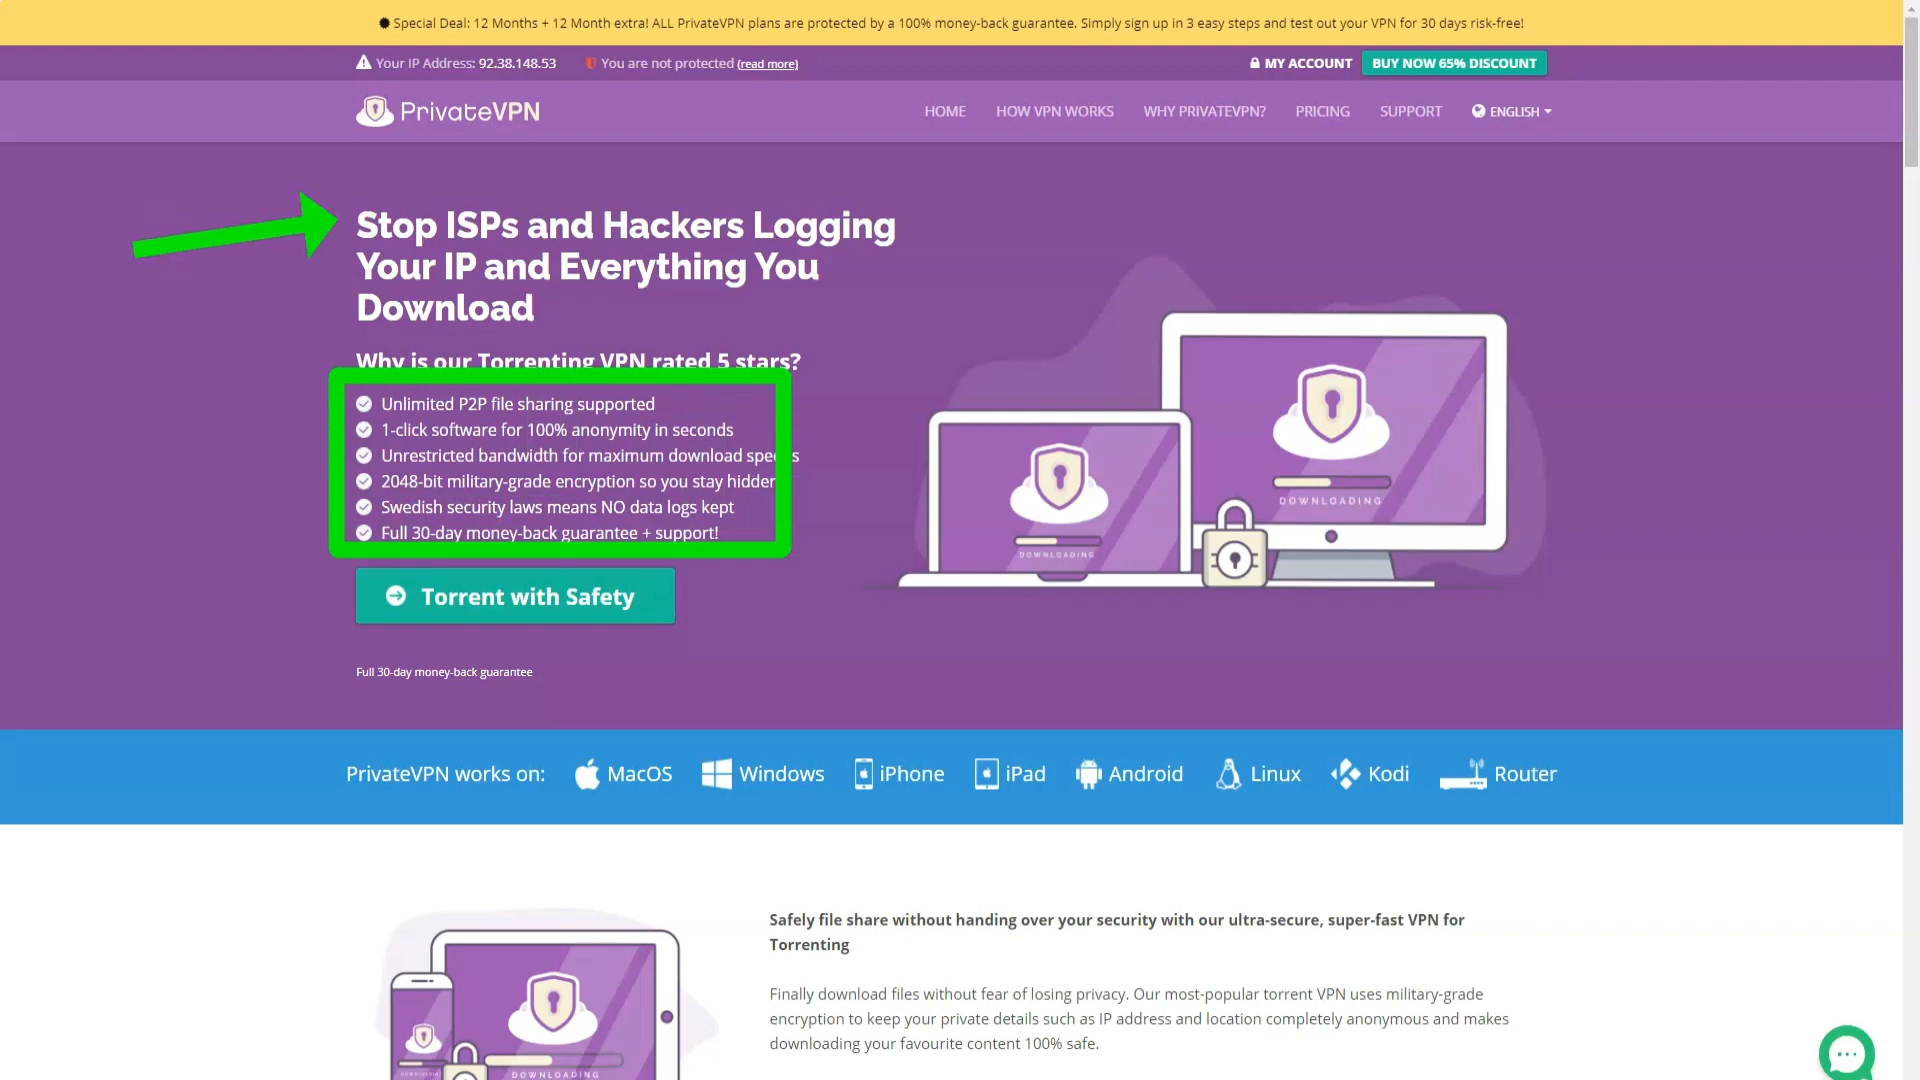 Special Deal: 12 Months + 12 Month extra! ALL PrivateVPN plans are protected by a 100% money-back guarantee. Simply sign up in 3 easy steps and test out your VPN for 30 days risk-free!
Your IP Address: 92.38.148.53 You are not protected (read more)
MY ACCOUNT BUY NOW 65% DISCOUNT
PrivateVPN
HOME HOW VPN WORKS WHY PRIVATEVPN? PRICING SUPPORT ENGLISH
Stop ISPs and Hackers Logging
Your IP and Everything You
Download
Why is our Torrenting VPN rated 5 stars?
Unlimited P2P file sharing supported
1-click software for 100% anonymity in seconds
Unrestricted bandwidth for maximum download speeds
2048-bit military-grade encryption so you stay hidden
Swedish security laws means NO data logs kept
Full 30-day money-back guarantee + support!
Torrent with Safety
Full 30-day money-back guarantee
DOWNLOADING
DOWNLOADING
PrivateVPN works on: MacOS Windows iPhone iPad Android Linux Kodi Router
Safely file share without handing over your security with our ultra-secure, super-fast VPN for
Torrenting
Finally download files without fear of losing privacy. Our most-popular torrent VPN uses military-grade
encryption to keep your private details such as IP address and location completely anonymous and makes
downloading your favourite content 100% safe.
DOWNLOADING